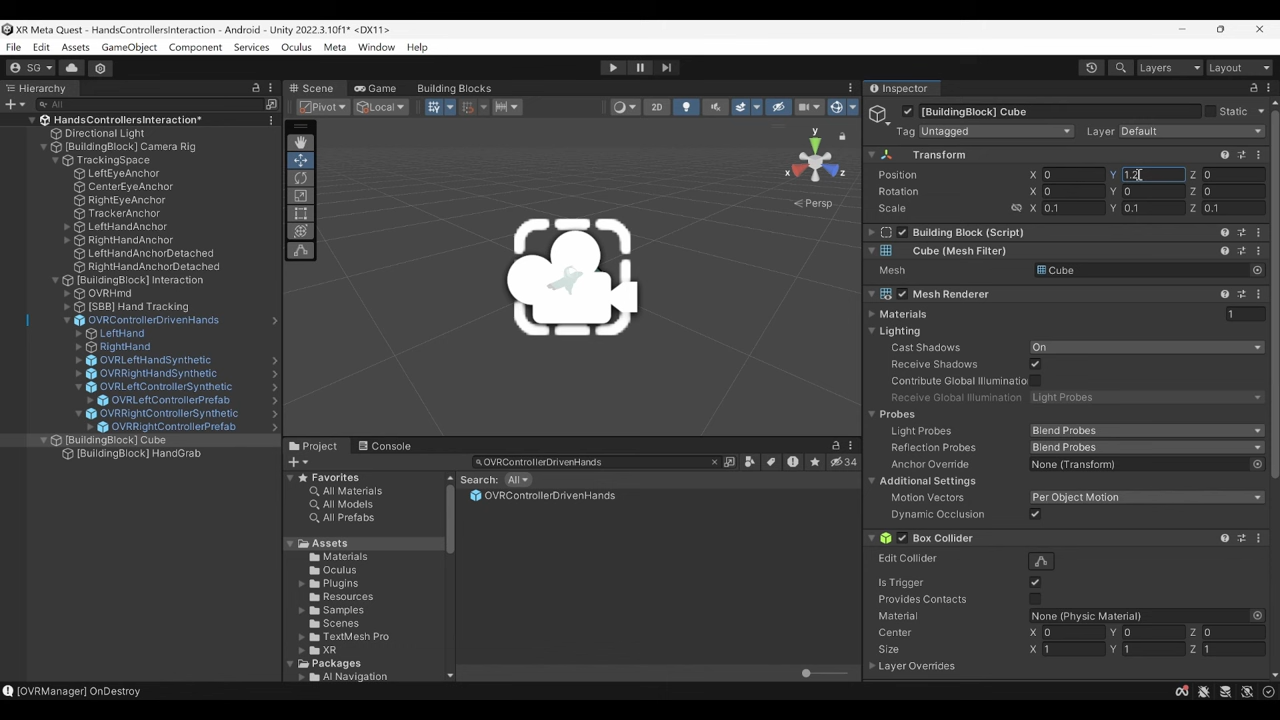 XR Meta Quest - HandsControllersInteraction - Android - Unity 2022.3.10f1* <DX11>
File Edit Assets GameObject Component Services Oculus Meta Window Help
SG Layers Layout
Hierarchy Scene Game Building Blocks Inspector
All Pivot Local 2D
HandsControllersInteraction*
Directional Light
[BuildingBlock] Camera Rig
TrackingSpace
LeftEyeAnchor
CenterEyeAnchor
RightEyeAnchor
TrackerAnchor
LeftHandAnchor
RightHandAnchor
LeftHandAnchorDetached
RightHandAnchorDetached
[BuildingBlock] Interaction
OVRHmd
[SBB] Hand Tracking
OVRControllerDrivenHands
LeftHand
RightHand
OVRLeftHandSynthetic
OVRRightHandSynthetic
OVRLeftControllerSynthetic
OVRLeftControllerPrefab
OVRRightControllerSynthetic
OVRRightControllerPrefab
[BuildingBlock] Cube
[BuildingBlock] HandGrab
y
x z
Persp
Project Console
OVRControllerDrivenHands 34
Favorites
All Materials
All Models
All Prefabs
Assets
Materials
Oculus
Plugins
Resources
Samples
Scenes
TextMesh Pro
XR
Packages
AI Navigation
Search: All
OVRControllerDrivenHands
[BuildingBlock] Cube Static
Tag Untagged Layer Default
Transform
Position X 0 Y 1.2 Z 0
Rotation X 0 Y 0 Z 0
Scale X 0.1 Y 0.1 Z 0.1
Building Block (Script)
Cube (Mesh Filter)
Mesh Cube
Mesh Renderer
Materials 1
Lighting
Cast Shadows On
Receive Shadows
Contribute Global Illuminatio
Receive Global Illumination Light Probes
Probes
Light Probes Blend Probes
Reflection Probes Blend Probes
Anchor Override None (Transform)
Additional Settings
Motion Vectors Per Object Motion
Dynamic Occlusion
Box Collider
Edit Collider
Is Trigger
Provides Contacts
Material None (Physic Material)
Center X 0 Y 0 Z 0
Size X 1 Y 1 Z 1
Layer Overrides
[OVRManager] OnDestroy